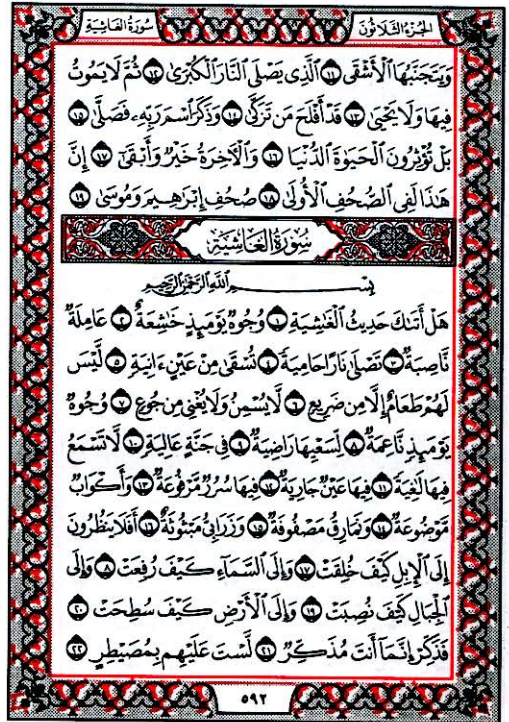 سورة الغاشية الجزء الثلاثون
وَيَتَجَنَّبُهَا ٱلْأَشْقَى ١١ ٱلَّذِى يَصْلَى ٱلنَّارَ ٱلْكُبْرَىٰ ١٢ ثُمَّ لَا يَمُوتُ
فِيهَا وَلَا يَحْيَىٰ ١٣ قَدْ أَفْلَحَ مَن تَزَكَّىٰ ١٤ وَذَكَرَ ٱسْمَ رَبِّهِۦ فَصَلَّىٰ ١٥
بَلْ تُؤْثِرُونَ ٱلْحَيَوٰةَ ٱلدُّنْيَا ١٦ وَٱلْآخِرَةُ خَيْرٌ وَأَبْقَىٰٓ ١٧ إِنَّ
هَٰذَا لَفِى ٱلصُّحُفِ ٱلْأُولَىٰ ١٨ صُحُفِ إِبْرَٰهِيمَ وَمُوسَىٰ ١٩
سُورَةُ الْغَاشِيَةِ
بِسْمِ ٱللَّهِ ٱلرَّحْمَٰنِ ٱلرَّحِيمِ
هَلْ أَتَىٰكَ حَدِيثُ ٱلْغَٰشِيَةِ ١ وُجُوهٌ يَوْمَئِذٍ خَٰشِعَةٌ ٢ عَامِلَةٌ
نَّاصِبَةٌ ٣ تَصْلَىٰ نَارًا حَامِيَةً ٤ تُسْقَىٰ مِنْ عَيْنٍ ءَانِيَةٍ ٥ لَّيْسَ
لَهُمْ طَعَامٌ إِلَّا مِن ضَرِيعٍ ٦ لَّا يُسْمِنُ وَلَا يُغْنِى مِن جُوعٍ ٧ وُجُوهٌ
يَوْمَئِذٍ نَّاعِمَةٌ ٨ لِّسَعْيِهَا رَاضِيَةٌ ٩ فِى جَنَّةٍ عَالِيَةٍ ١٠ لَّا تَسْمَعُ
فِيهَا لَٰغِيَةً ١١ فِيهَا عَيْنٌ جَارِيَةٌ ١٢ فِيهَا سُرُرٌ مَّرْفُوعَةٌ ١٣ وَأَكْوَابٌ
مَّوْضُوعَةٌ ١٤ وَنَمَارِقُ مَصْفُوفَةٌ ١٥ وَزَرَابِىُّ مَبْثُوثَةٌ ١٦ أَفَلَا يَنظُرُونَ
إِلَى ٱلْإِبِلِ كَيْفَ خُلِقَتْ ١٧ وَإِلَى ٱلسَّمَآءِ كَيْفَ رُفِعَتْ ١٨ وَإِلَى
ٱلْجِبَالِ كَيْفَ نُصِبَتْ ١٩ وَإِلَى ٱلْأَرْضِ كَيْفَ سُطِحَتْ ٢٠
فَذَكِّرْ إِنَّمَآ أَنتَ مُذَكِّرٌ ٢١ لَّسْتَ عَلَيْهِم بِمُصَيْطِرٍ ٢٢
٥٩٢